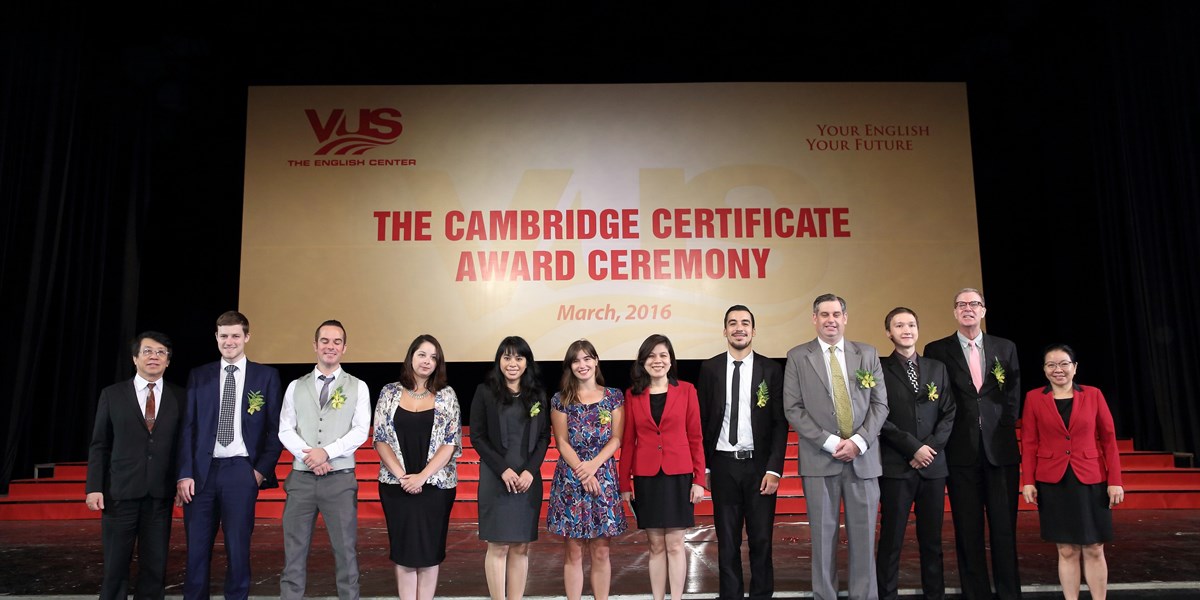 VUS
THE ENGLISH CENTER
YOUR ENGLISH
YOUR FUTURE
THE CAMBRIDGE CERTIFICATE
AWARD CEREMONY
March, 2016